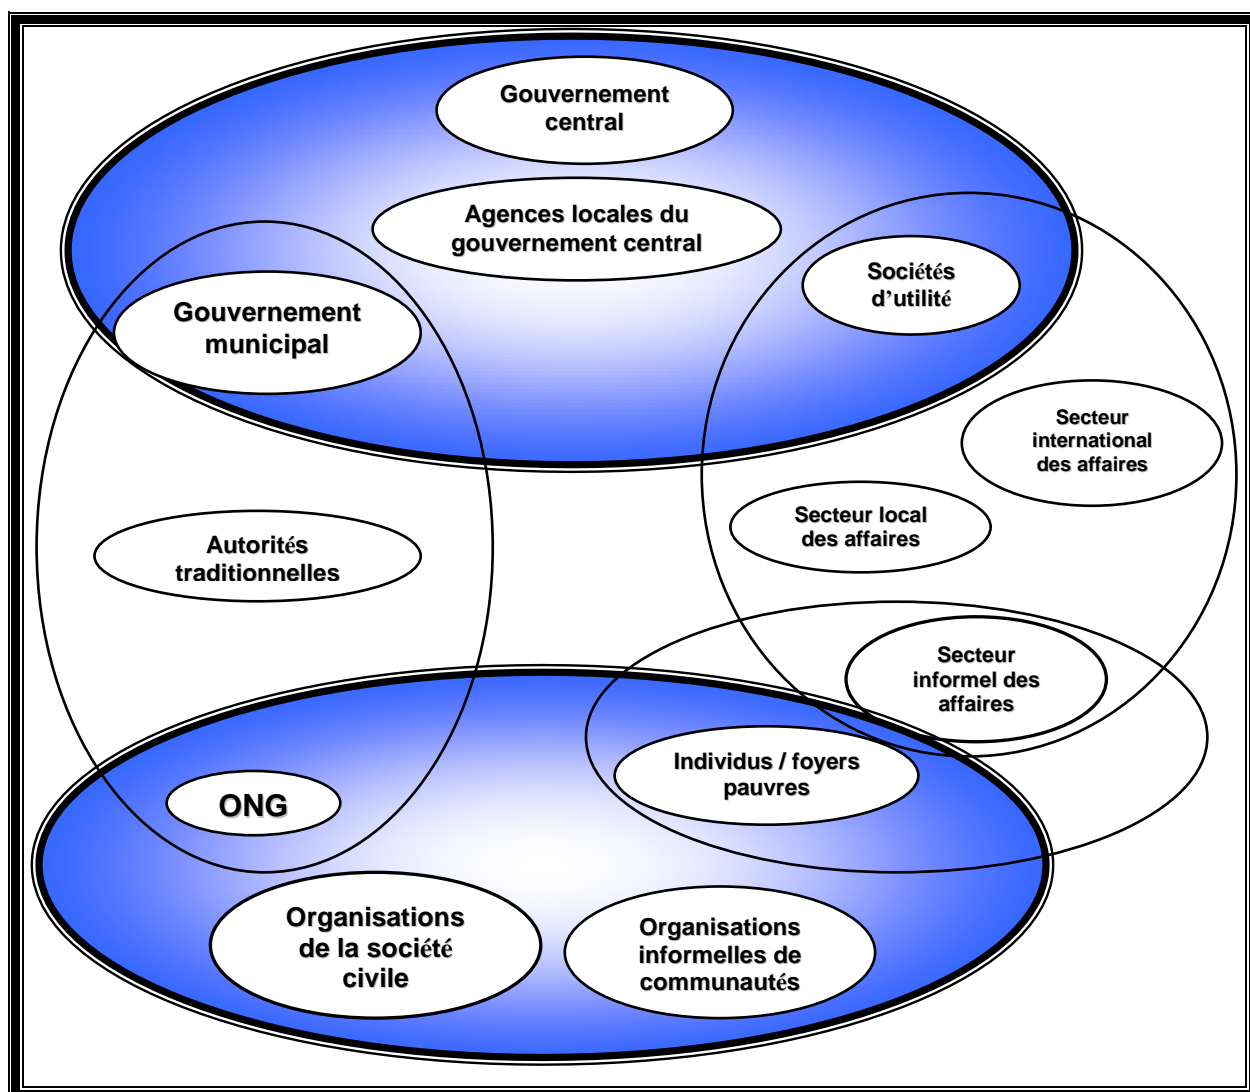 Gouvernement
central
Agences locales du
gouvernement central
Sociétés
d’utilité
Gouvernement
municipal
Secteur
international
des affaires
Secteur local
des affaires
Autorités
traditionnelles
Secteur
informel des
affaires
Individus / foyers
pauvres
ONG
Organisations
de la société
civile
Organisations
informelles de
communautés